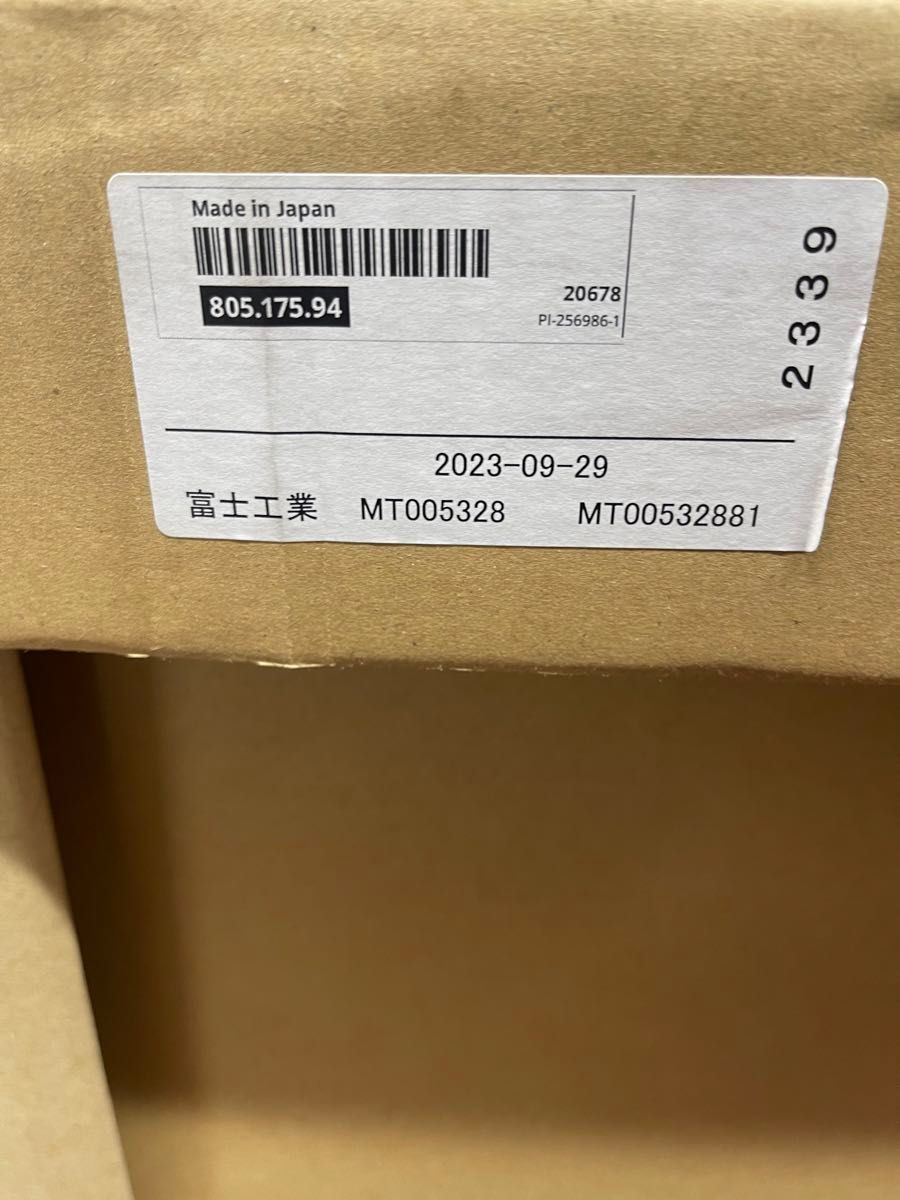 Made in Japan
805.175.94
20678
PI-256986-1
2339
2023-09-29
富士工業 MT005328 MT00532881